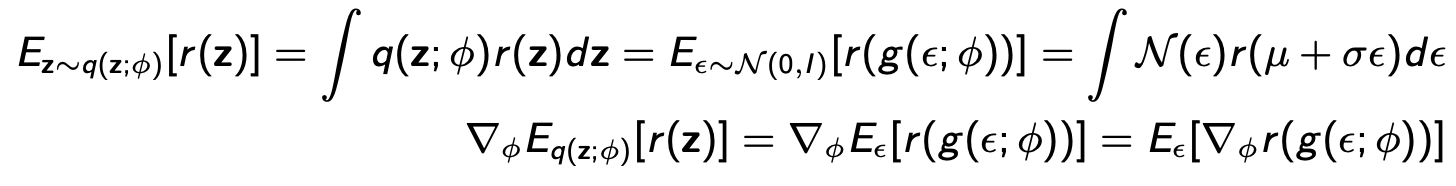 E_{𝐳∼q(𝐳;ϕ)}[r(𝐳)] = ∫ q(𝐳; ϕ)r(𝐳)d𝐳 = E_{ϵ∼𝒩(0,I)}[r(g(ϵ; ϕ))] = ∫ 𝒩(ϵ)r(μ + σϵ)dϵ
∇_ϕ E_{q(𝐳;ϕ)}[r(𝐳)] = ∇_ϕ E_ϵ[r(g(ϵ; ϕ))] = E_ϵ[∇_ϕ r(g(ϵ; ϕ))]